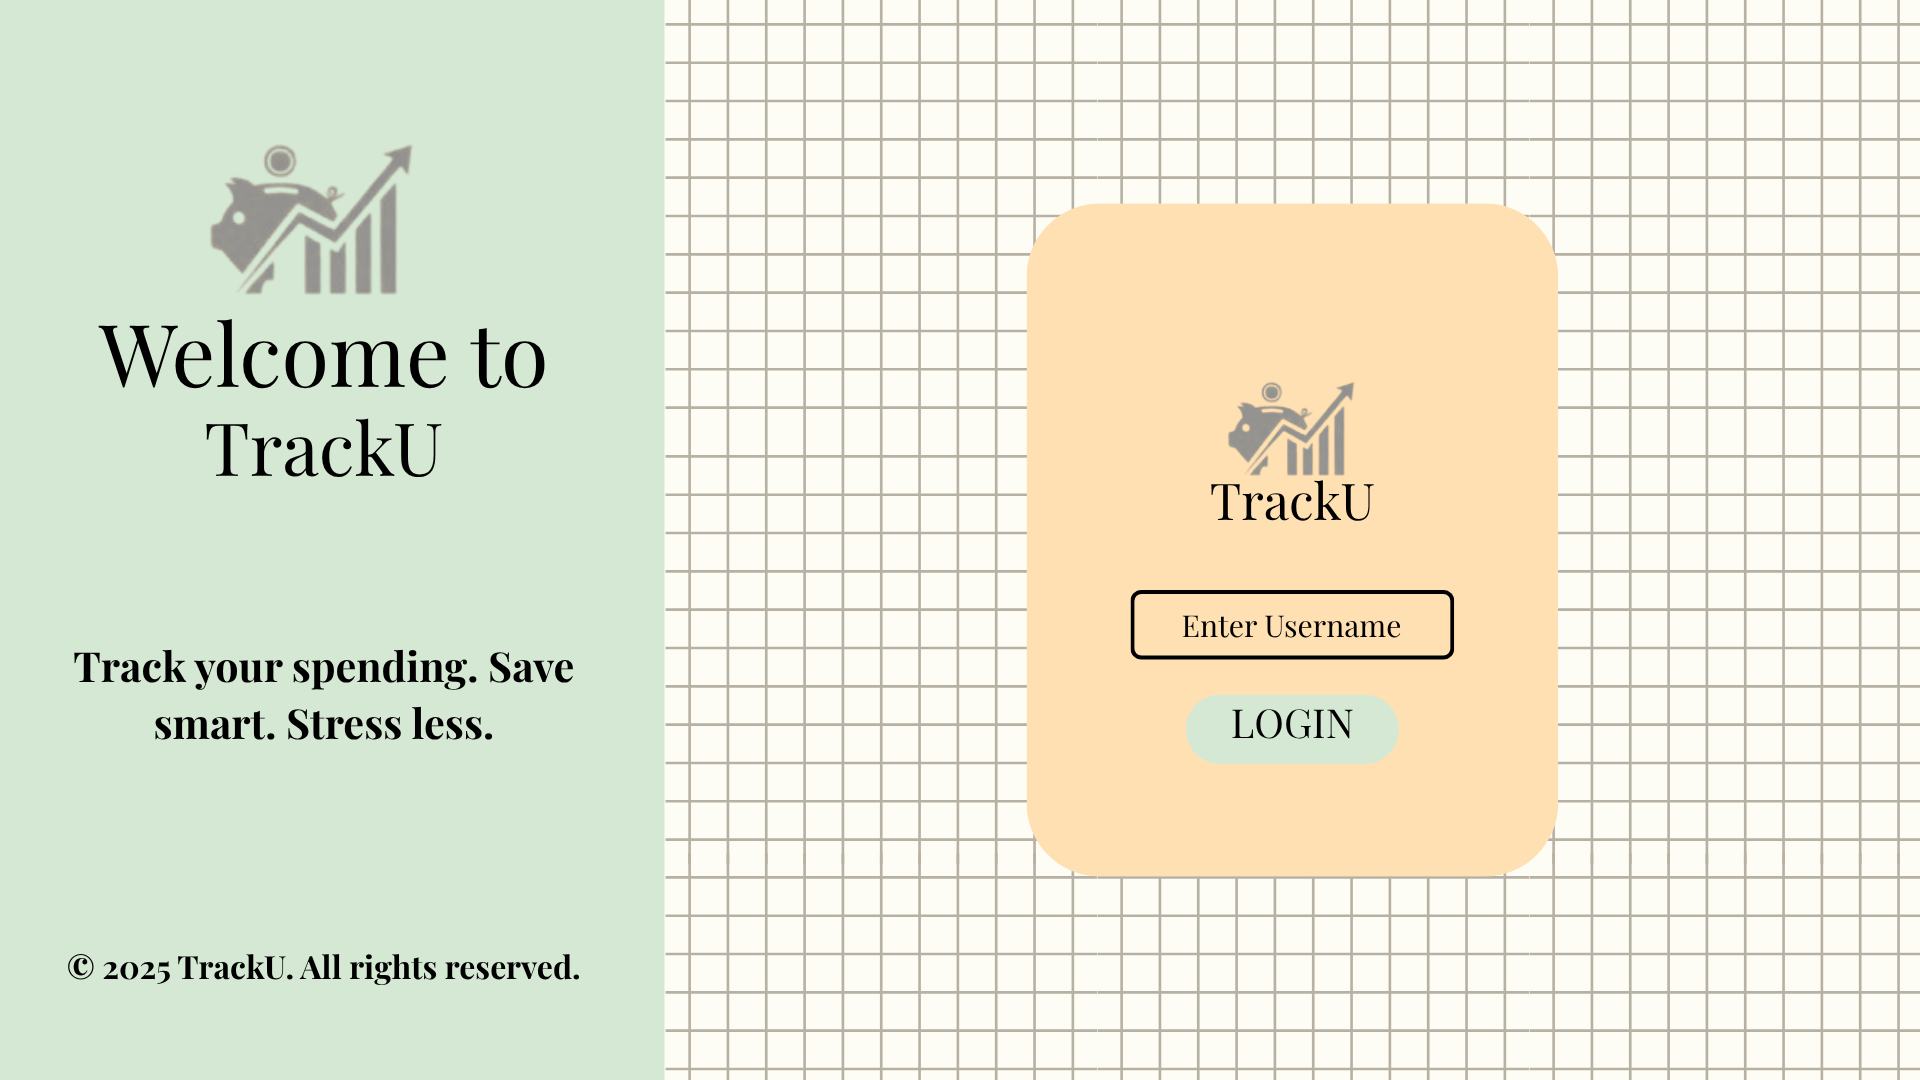 Welcome to
TrackU
Track your spending. Save
smart. Stress less.
© 2025 TrackU. All rights reserved.
TrackU
Enter Username
LOGIN